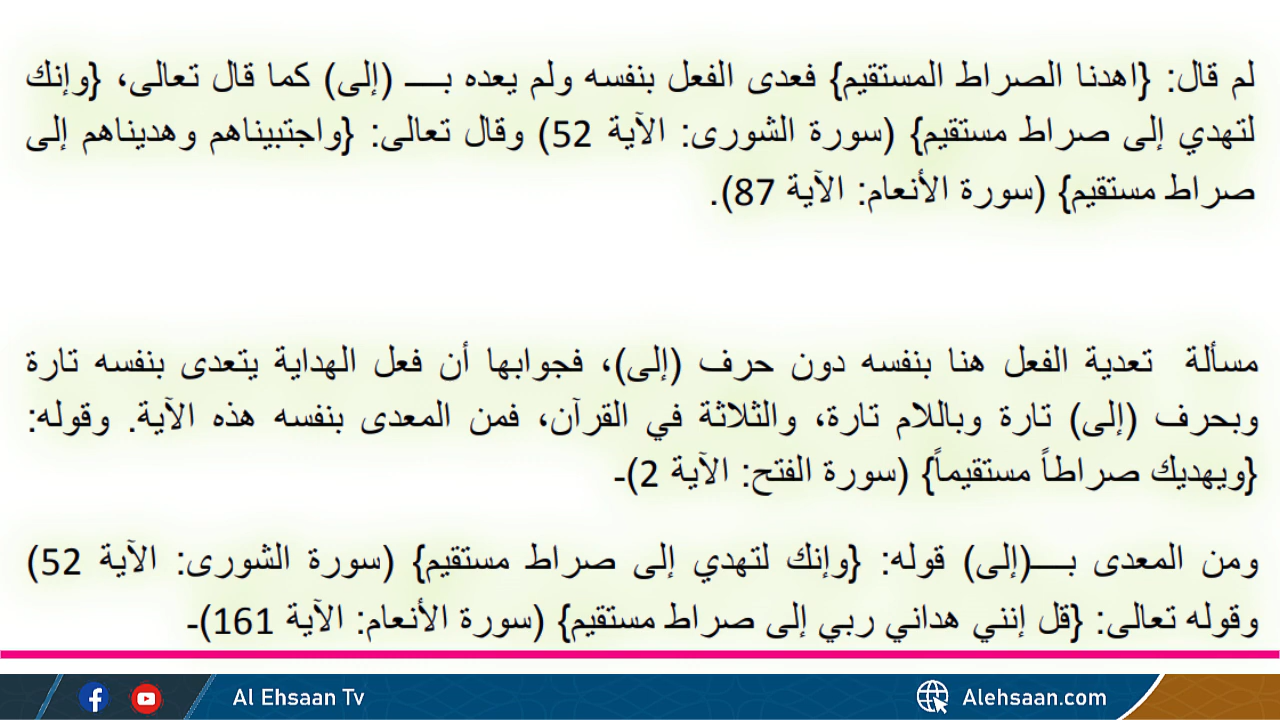 لم قال: {اهدنا الصراط المستقيم} فعدى الفعل بنفسه ولم يعده بـــ (إلى) كما قال تعالى، {وإنك
لتهدي إلى صراط مستقيم} (سورة الشورى: الآية 52) وقال تعالى: {واجتبيناهم وهديناهم إلى
صراط مستقيم} (سورة الأنعام: الآية 87).
مسألة تعدية الفعل هنا بنفسه دون حرف (إلى)، فجوابها أن فعل الهداية يتعدى بنفسه تارة
وبحرف (إلى) تارة وباللام تارة، والثلاثة في القرآن، فمن المعدى بنفسه هذه الآية. وقوله:
{ويهديك صراطاً مستقيماً} (سورة الفتح: الآية 2)-
ومن المعدى بـــ(إلى) قوله: {وإنك لتهدي إلى صراط مستقيم} (سورة الشورى: الآية 52)
وقوله تعالى: {قل إنني هداني ربي إلى صراط مستقيم} (سورة الأنعام: الآية 161)-
Al Ehsaan Tv
Alehsaan.com